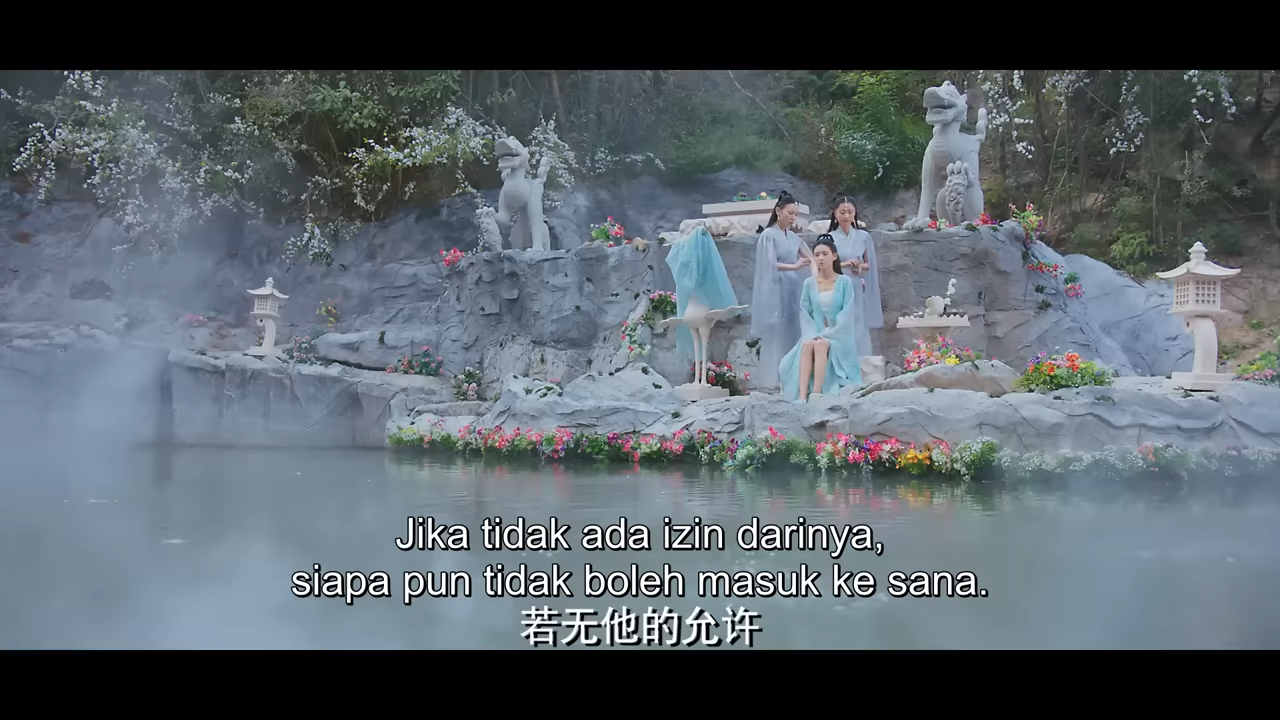 Jika tidak ada izin darinya,
siapa pun tidak boleh masuk ke sana.
若无他的允许